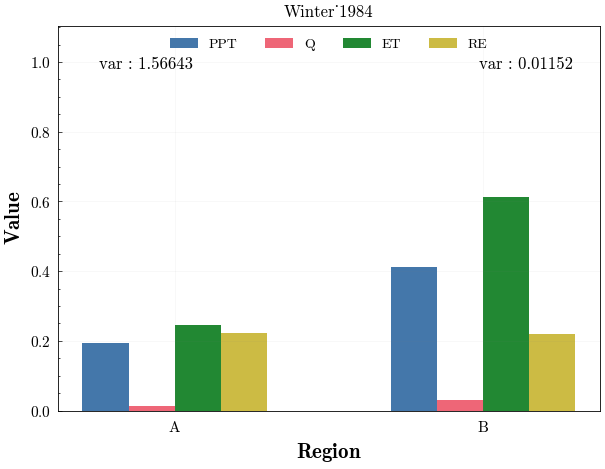 Winter˙1984
PPT Q ET RE
var : 1.56643 var : 0.01152
1.0
0.8
0.6
0.4
0.2
0.0
Value
A B
Region